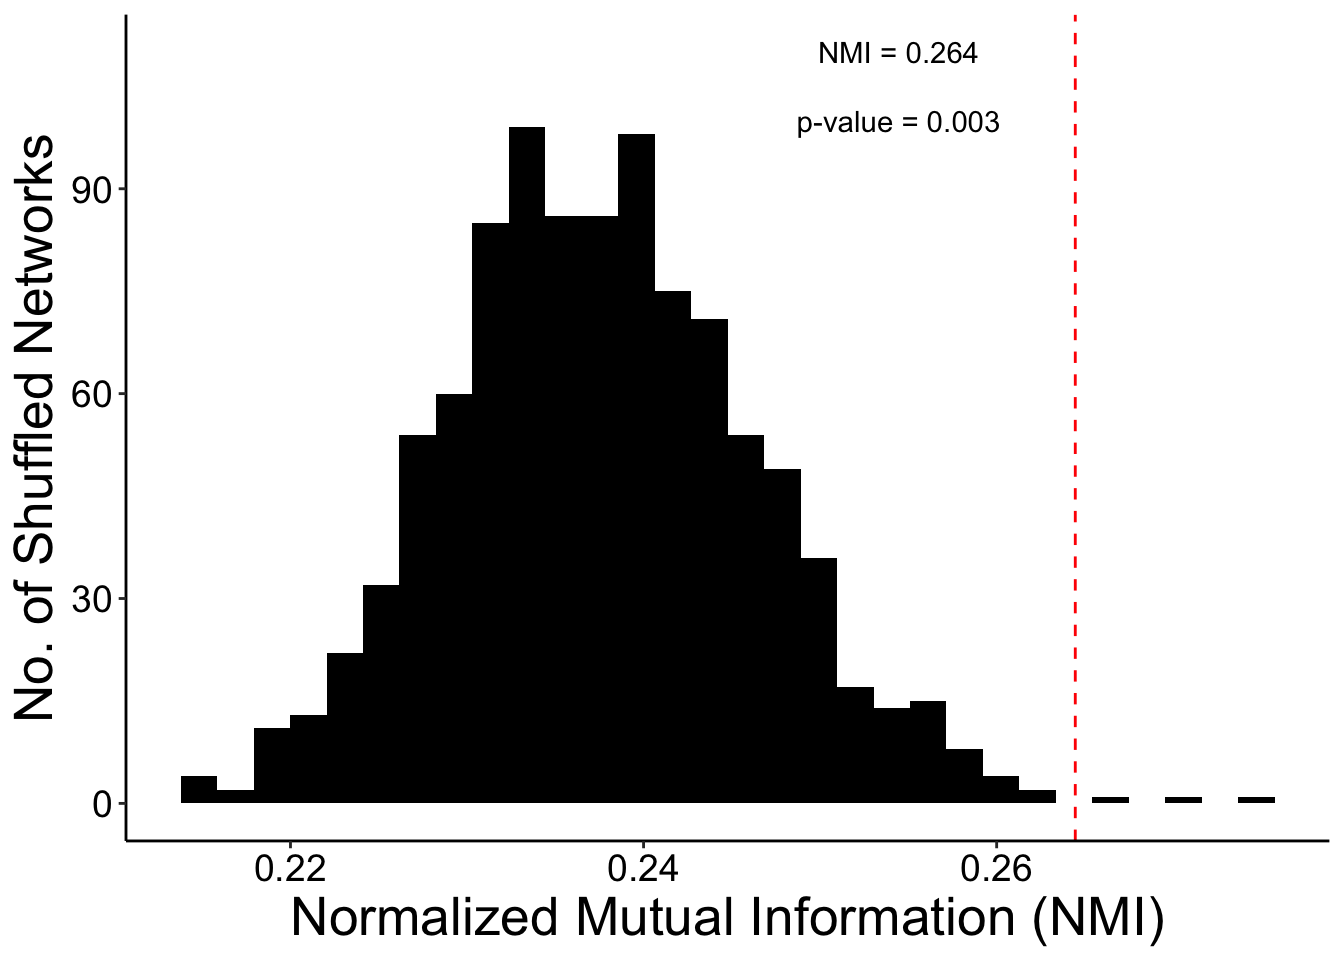 NMI = 0.264
p-value = 0.003
No. of Shuffled Networks
90
60
30
0
0.22 0.24 0.26
Normalized Mutual Information (NMI)